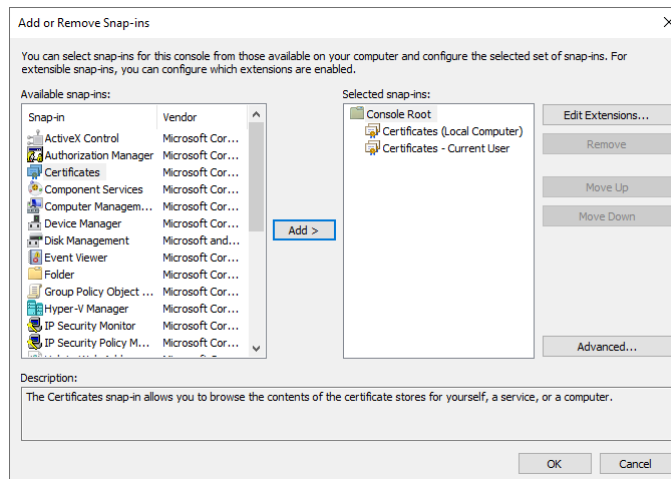 Add or Remove Snap-ins
You can select snap-ins for this console from those available on your computer and configure the selected set of snap-ins. For
extensible snap-ins, you can configure which extensions are enabled.
Available snap-ins:
Snap-in Vendor
ActiveX Control Microsoft Cor...
Authorization Manager Microsoft Cor...
Certificates Microsoft Cor...
Component Services Microsoft Cor...
Computer Managem... Microsoft Cor...
Device Manager Microsoft Cor...
Disk Management Microsoft and...
Event Viewer Microsoft Cor...
Folder Microsoft Cor...
Group Policy Object ... Microsoft Cor...
Hyper-V Manager Microsoft Cor...
IP Security Monitor Microsoft Cor...
IP Security Policy M... Microsoft Cor...
Add >
Selected snap-ins:
Console Root
Certificates (Local Computer)
Certificates - Current User
Edit Extensions...
Remove
Move Up
Move Down
Advanced...
Description:
The Certificates snap-in allows you to browse the contents of the certificate stores for yourself, a service, or a computer.
OK
Cancel